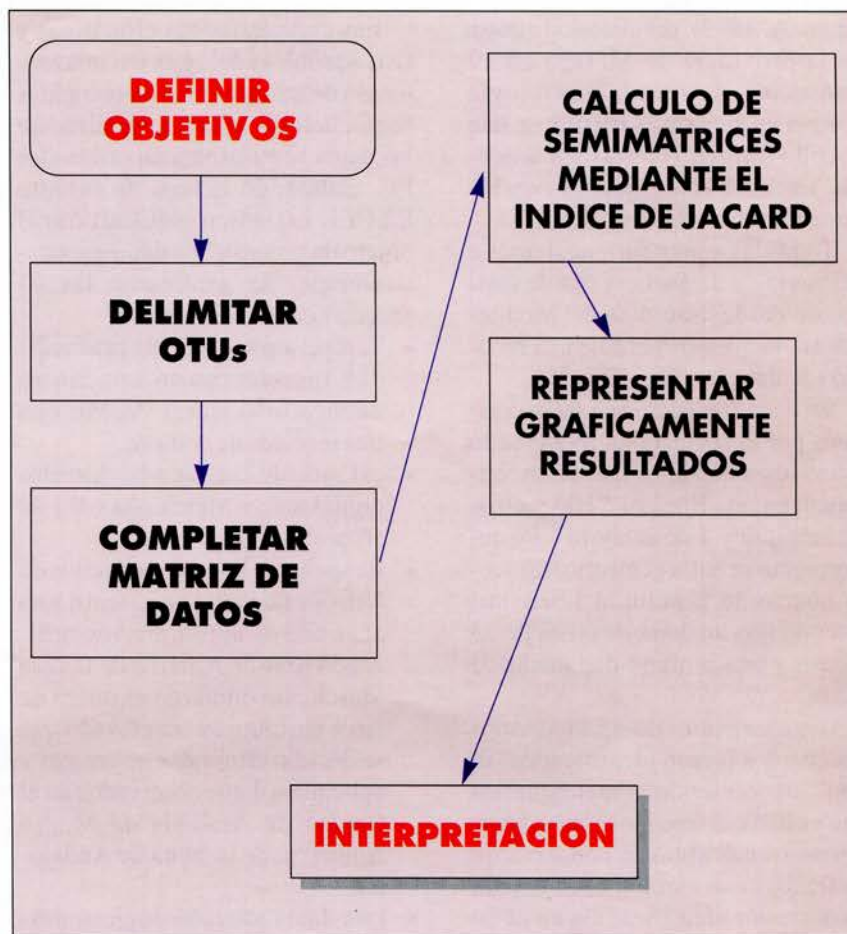 DEFINIR
OBJETIVOS
DELIMITAR
OTUs
COMPLETAR
MATRIZ DE
DATOS
CALCULO DE
SEMIMATRICES
MEDIANTE EL
INDICE DE JACARD
REPRESENTAR
GRAFICAMENTE
RESULTADOS
INTERPRETACION